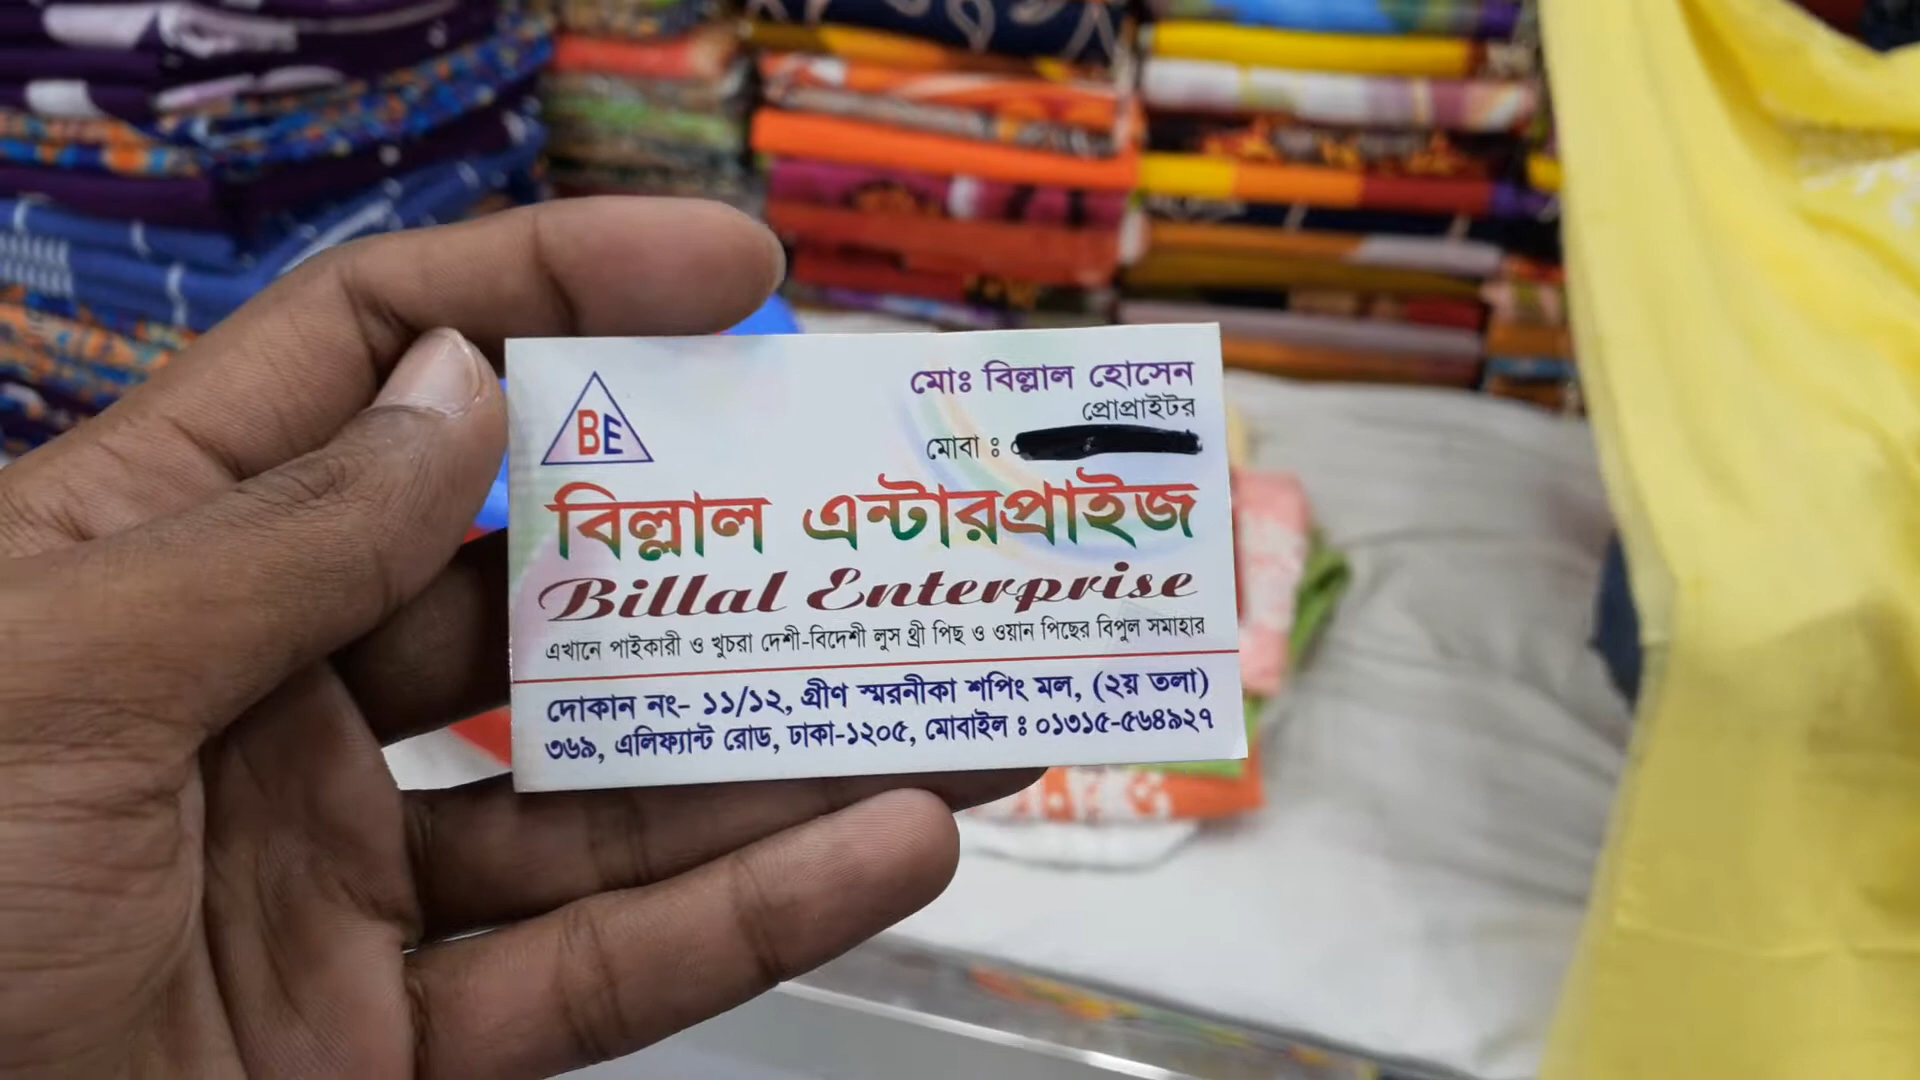 BE
মোঃ বিল্লাল হোসেন
প্রোপ্রাইটর
মোবা ঃ
বিল্লাল এন্টারপ্রাইজ
Billal Enterprise
এখানে পাইকারী ও খুচরা দেশী-বিদেশী লুস থ্রী পিছ ও ওয়ান পিছের বিপুল সমাহার
দোকান নং- ১১/১২, গ্রীণ স্মরনীকা শপিং মল, (২য় তলা)
৩৬৯, এলিফ্যান্ট রোড, ঢাকা-১২০৫, মোবাইল ঃ ০১৩১৫-৫৬৪৯২৭